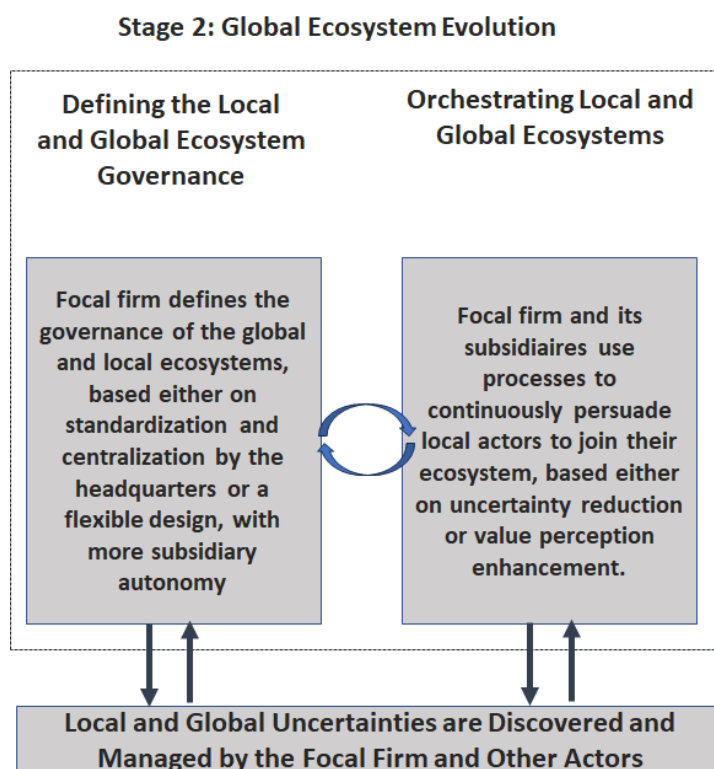 Stage 2: Global Ecosystem Evolution
Defining the Local
and Global Ecosystem
Governance
Orchestrating Local and
Global Ecosystems
Focal firm defines the
governance of the global
and local ecosystems,
based either on
standardization and
centralization by the
headquarters or a
flexible design, with
more subsidiary
autonomy
Focal firm and its
subsidiaires use
processes to
continuously persuade
local actors to join their
ecosystem, based either
on uncertainty reduction
or value perception
enhancement.
Local and Global Uncertainties are Discovered and
Managed by the Focal Firm and Other Actors